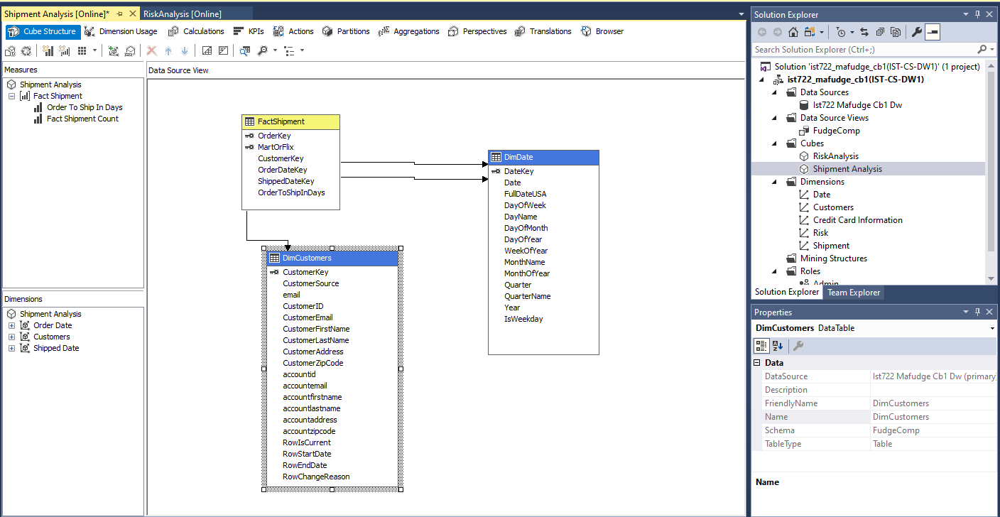 Shipment Analysis [Online]*
RiskAnalysis [Online]
Cube Structure
Dimension Usage
Calculations
KPIs
Actions
Partitions
Aggregations
Perspectives
Translations
Browser
Measures
Shipment Analysis
Fact Shipment
Order To Ship In Days
Fact Shipment Count
Dimensions
Shipment Analysis
Order Date
Customers
Shipped Date
Data Source View
FactShipment
OrderKey
MartOrFlix
CustomerKey
OrderDateKey
ShippedDateKey
OrderToShipInDays
DimDate
DateKey
Date
FullDateUSA
DayOfWeek
DayName
DayOfMonth
DayOfYear
WeekOfYear
MonthName
MonthOfYear
Quarter
QuarterName
Year
IsWeekday
DimCustomers
CustomerKey
CustomerSource
email
CustomerID
CustomerEmail
CustomerFirstName
CustomerLastName
CustomerAddress
CustomerZipCode
accountid
accountemail
accountfirstname
accountlastname
accountaddress
accountzipcode
RowIsCurrent
RowStartDate
RowEndDate
RowChangeReason
Solution Explorer
Search Solution Explorer (Ctrl+;)
Solution 'ist722_mafudge_cb1(IST-CS-DW1)' (1 project)
ist722_mafudge_cb1(IST-CS-DW1)
Data Sources
Ist722 Mafudge Cb1 Dw
Data Source Views
FudgeComp
Cubes
RiskAnalysis
Shipment Analysis
Dimensions
Date
Customers
Credit Card Information
Risk
Shipment
Mining Structures
Roles
Admin
Solution Explorer Team Explorer
Properties
DimCustomers DataTable
Data
DataSource Ist722 Mafudge Cb1 Dw (primary)
Description
FriendlyName DimCustomers
Name DimCustomers
Schema FudgeComp
TableType Table
Name